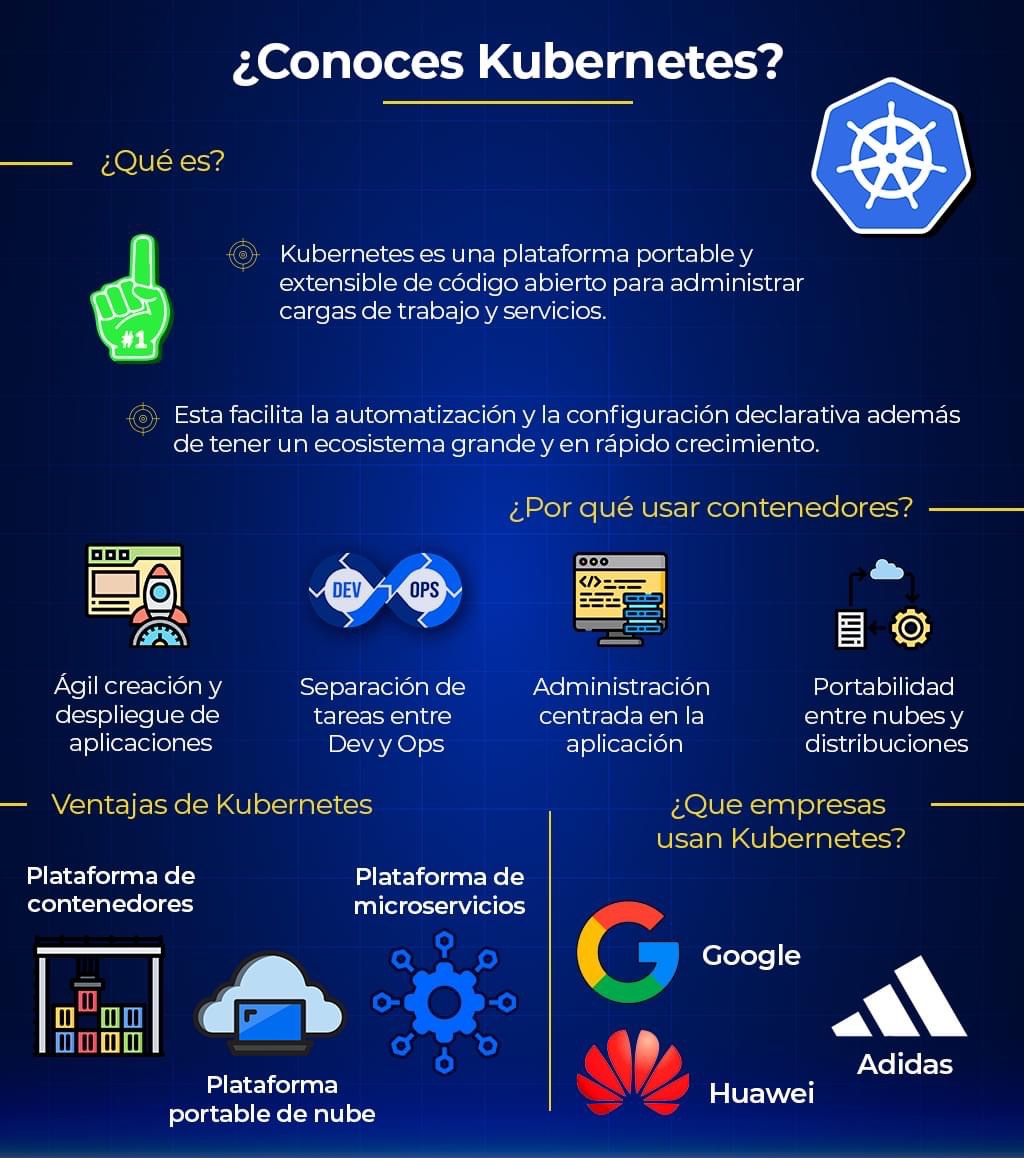 ¿Conoces Kubernetes?
¿Qué es?
#1
Kubernetes es una plataforma portable y
extensible de código abierto para administrar
cargas de trabajo y servicios.
Esta facilita la automatización y la configuración declarativa además
de tener un ecosistema grande y en rápido crecimiento.
¿Por qué usar contenedores?
DEV
OPS
</>
Ágil creación y
despliegue de
aplicaciones
Separación de
tareas entre
Dev y Ops
Administración
centrada en la
aplicación
Portabilidad
entre nubes y
distribuciones
Ventajas de Kubernetes
Plataforma de
contenedores
Plataforma
portable de nube
Plataforma de
microservicios
¿Que empresas
usan Kubernetes?
Google
Adidas
Huawei